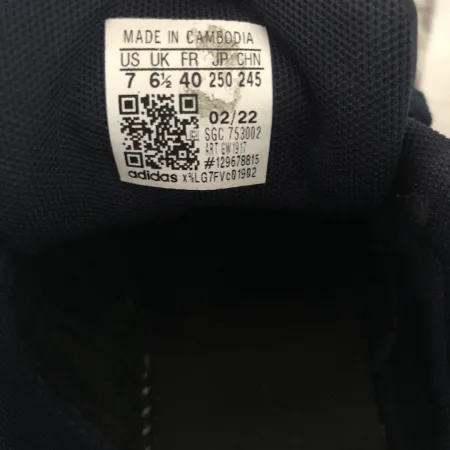 MADE IN CAMBODIA
US UK FR JP CHN
7 6½ 40 250 245
02/22
SGC 753002
ART GW1917
#129678815
adidas x%LG7FVc01902